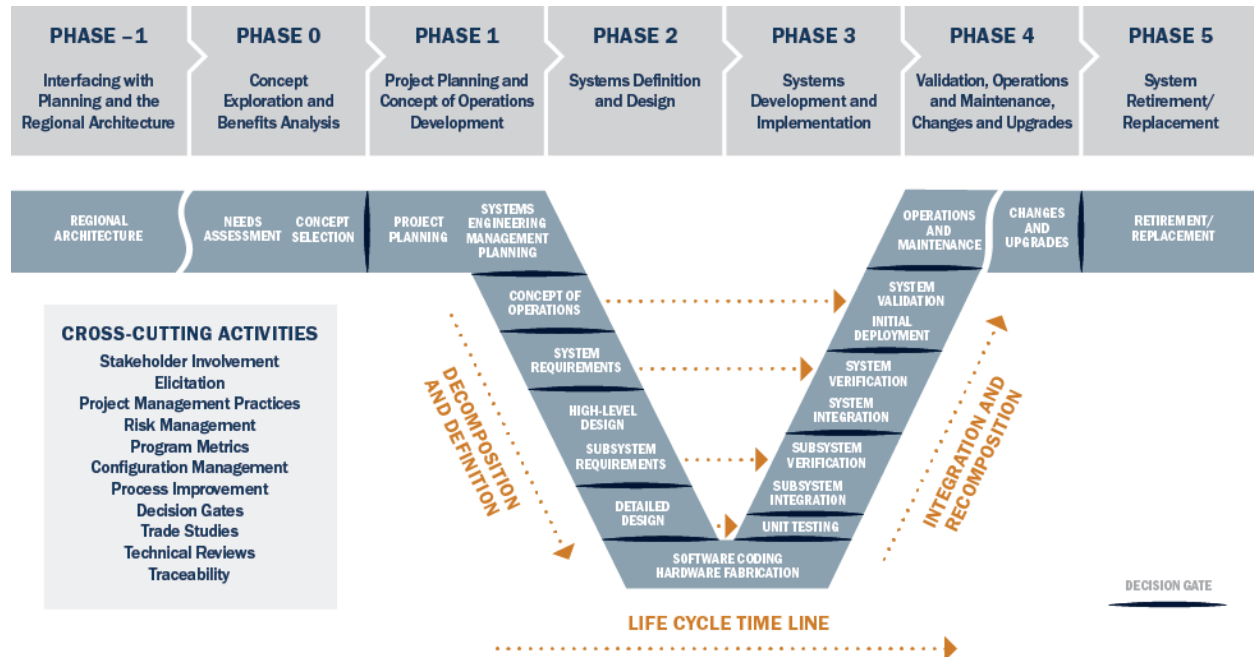 PHASE –1
Interfacing with
Planning and the
Regional Architecture
PHASE 0
Concept
Exploration and
Benefits Analysis
PHASE 1
Project Planning and
Concept of Operations
Development
PHASE 2
Systems Definition
and Design
PHASE 3
Systems
Development and
Implementation
PHASE 4
Validation, Operations
and Maintenance,
Changes and Upgrades
PHASE 5
System
Retirement/
Replacement
REGIONAL
ARCHITECTURE
NEEDS
ASSESSMENT
CONCEPT
SELECTION
PROJECT
PLANNING
SYSTEMS
ENGINEERING
MANAGEMENT
PLANNING
OPERATIONS
AND
MAINTENANCE
CHANGES
AND
UPGRADES
RETIREMENT/
REPLACEMENT
CONCEPT OF
OPERATIONS
SYSTEM
REQUIREMENTS
HIGH-LEVEL
DESIGN
SUBSYSTEM
REQUIREMENTS
DETAILED
DESIGN
SOFTWARE CODING
HARDWARE FABRICATION
SYSTEM
VALIDATION
INITIAL
DEPLOYMENT
SYSTEM
VERIFICATION
SYSTEM
INTEGRATION
SUBSYSTEM
VERIFICATION
SUBSYSTEM
INTEGRATION
UNIT TESTING
DECOMPOSITION
AND DEFINITION
INTEGRATION AND
RECOMPOSITION
CROSS-CUTTING ACTIVITIES
Stakeholder Involvement
Elicitation
Project Management Practices
Risk Management
Program Metrics
Configuration Management
Process Improvement
Decision Gates
Trade Studies
Technical Reviews
Traceability
DECISION GATE
LIFE CYCLE TIME LINE